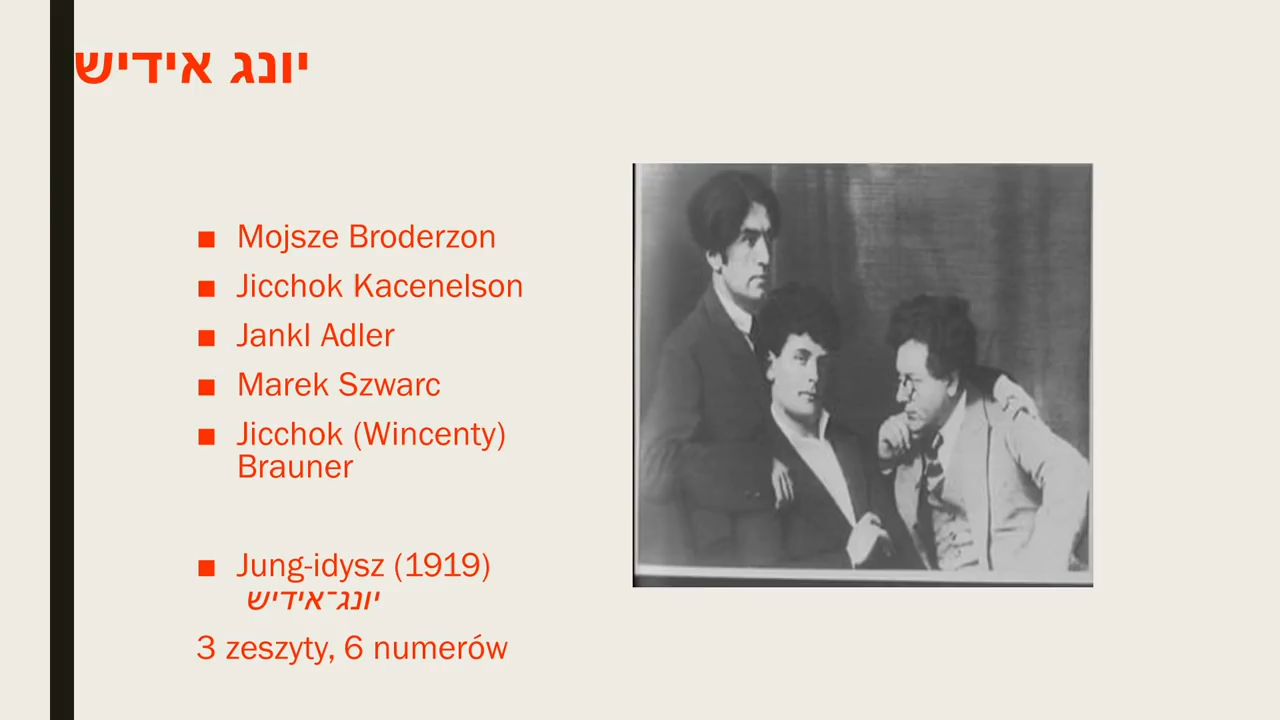 יונג אידיש
▪ Mojsze Broderzon
▪ Jicchok Kacenelson
▪ Jankl Adler
▪ Marek Szwarc
▪ Jicchok (Wincenty)
Brauner
▪ Jung-idysz (1919)
יונג־אידיש
3 zeszyty, 6 numerów